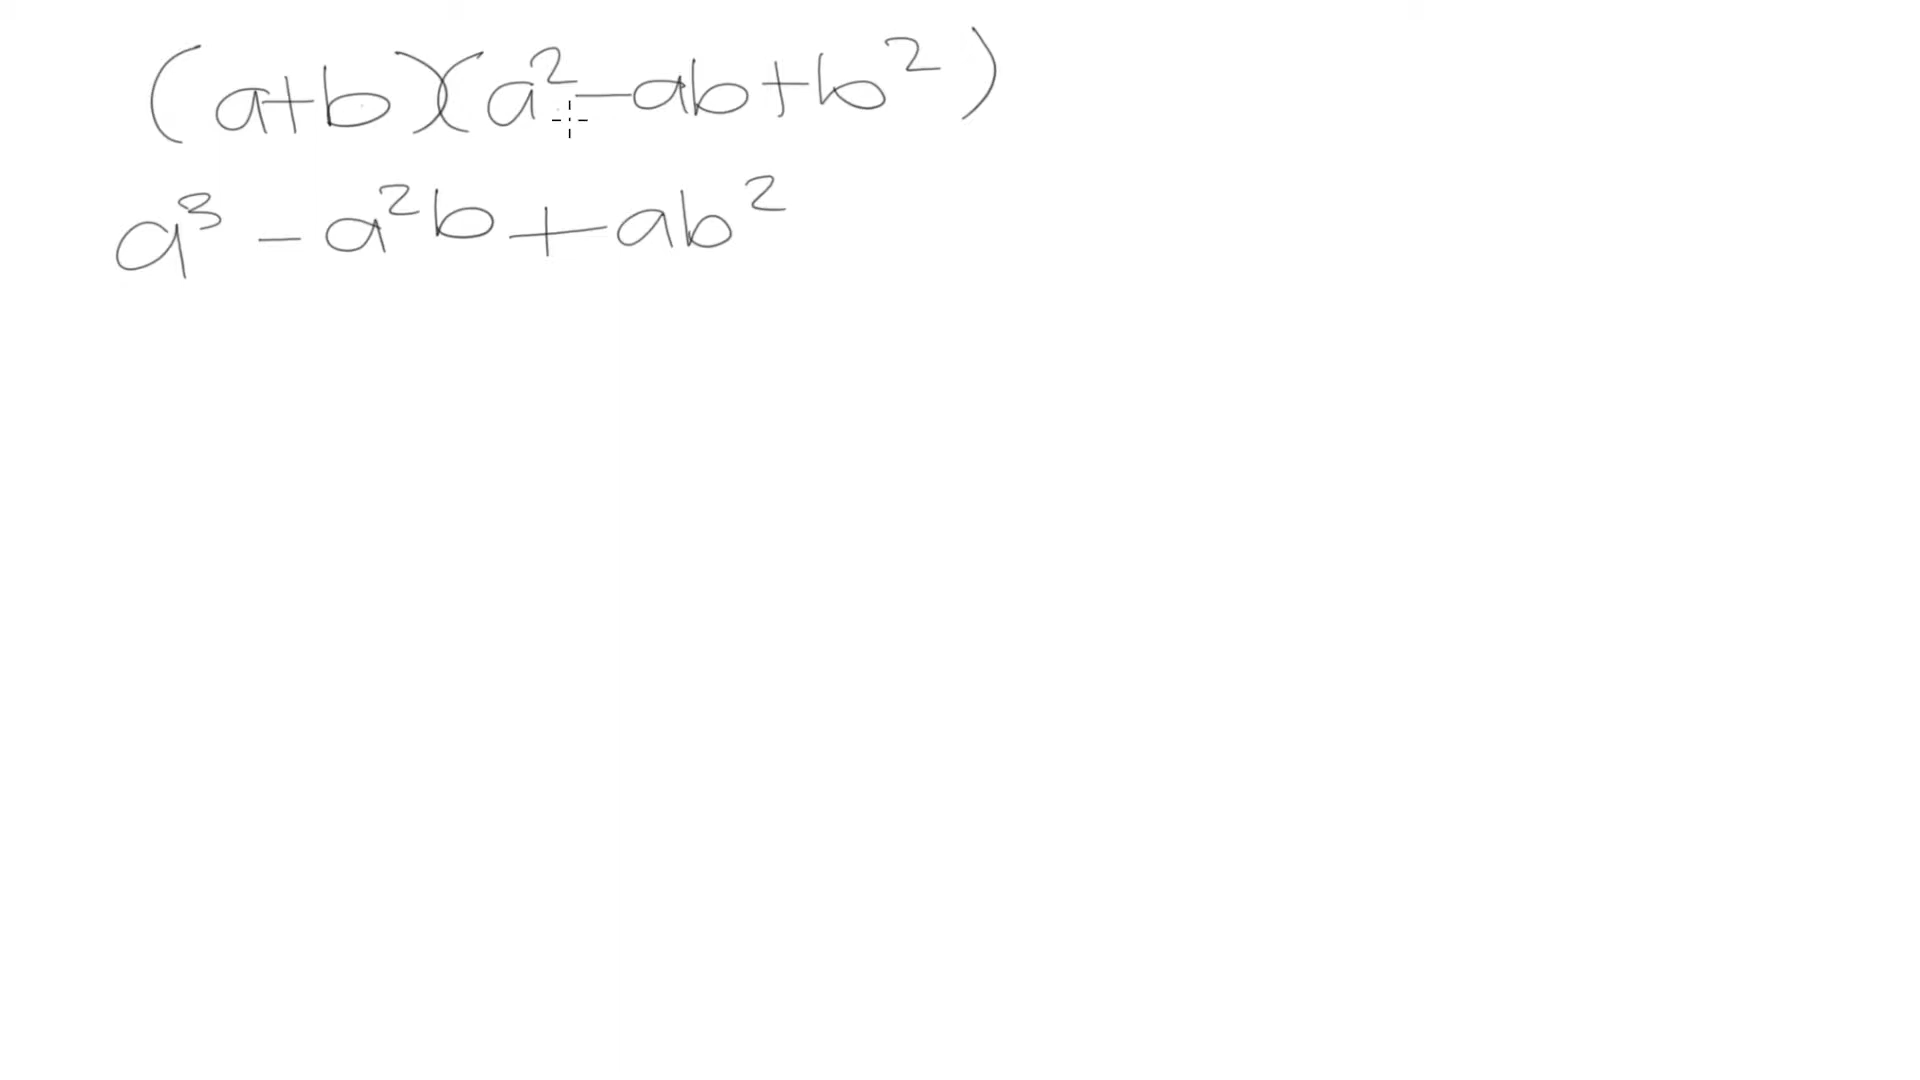 (a+b)(a²-ab+b²)
a³ - a²b + ab²